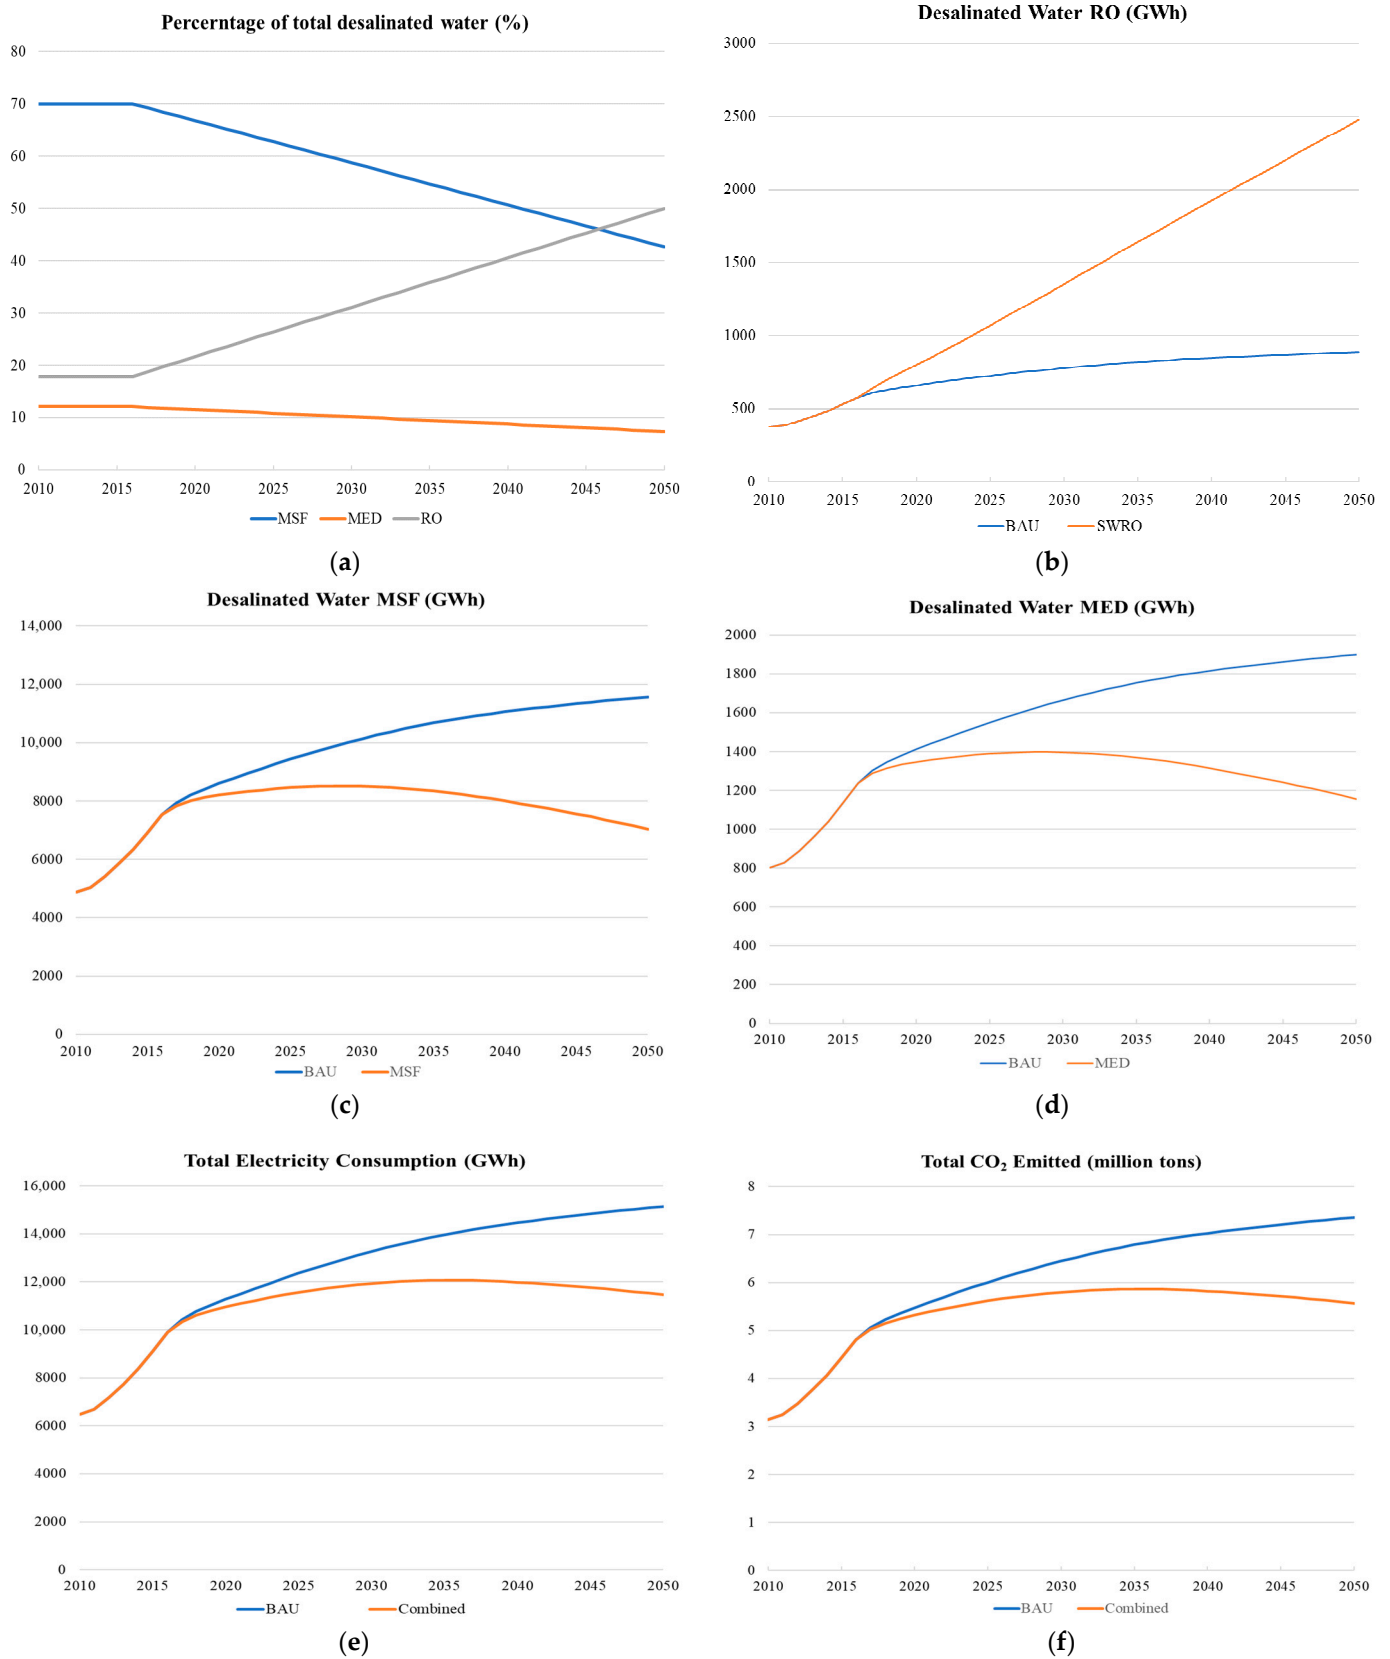 Percerntage of total desalinated water (%)
80
70
60
50
40
30
20
10
0
2010 2015 2020 2025 2030 2035 2040 2045 2050
MSF MED RO
(a)
Desalinated Water RO (GWh)
3000
2500
2000
1500
1000
500
0
2010 2015 2020 2025 2030 2035 2040 2045 2050
BAU SWRO
(b)
Desalinated Water MSF (GWh)
14,000
12,000
10,000
8000
6000
4000
2000
0
2010 2015 2020 2025 2030 2035 2040 2045 2050
BAU MSF
(c)
Desalinated Water MED (GWh)
2000
1800
1600
1400
1200
1000
800
600
400
200
0
2010 2015 2020 2025 2030 2035 2040 2045 2050
BAU MED
(d)
Total Electricity Consumption (GWh)
16,000
14,000
12,000
10,000
8000
6000
4000
2000
0
2010 2015 2020 2025 2030 2035 2040 2045 2050
BAU Combined
(e)
Total CO₂ Emitted (million tons)
8
7
6
5
4
3
2
1
0
2010 2015 2020 2025 2030 2035 2040 2045 2050
BAU Combined
(f)